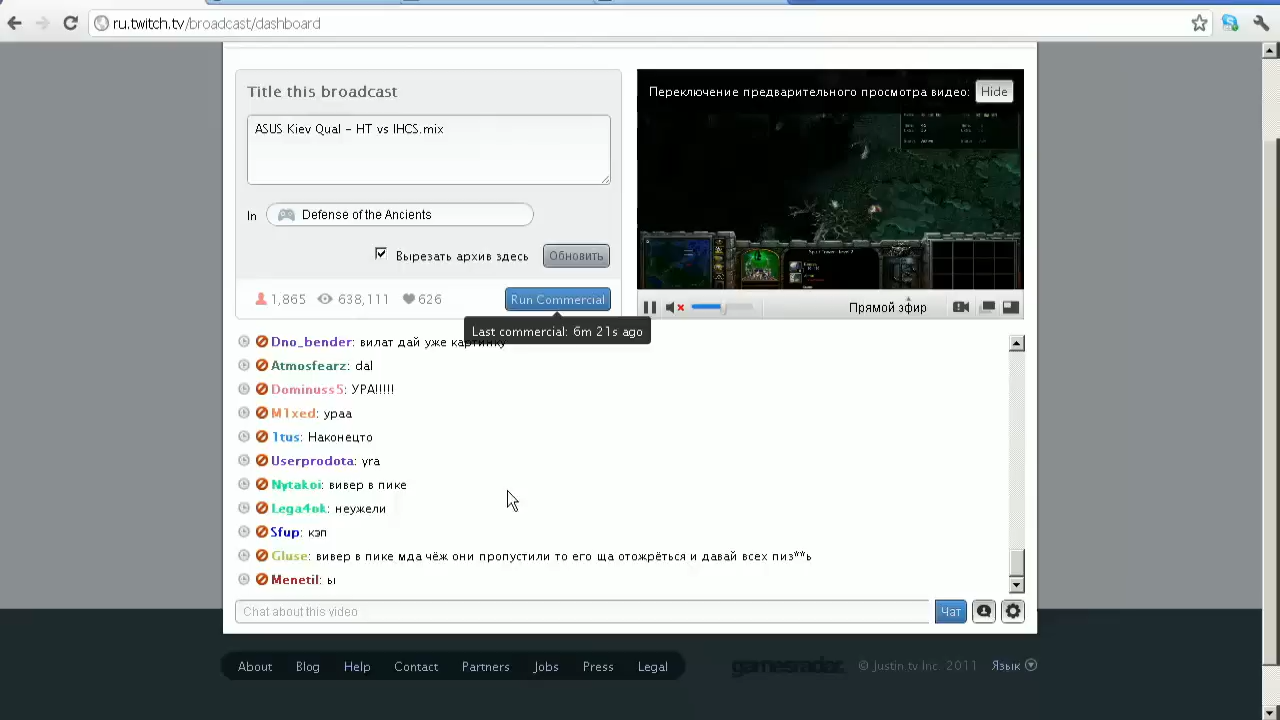 ru.twitch.tv/broadcast/dashboard
Title this broadcast
Kiev Qual - HT vs IHCS.mix
In Defense of the Ancients
Вырезать архив здесь Обновить
1,865 638,111 626 Run Commercial
Last commercial: 6m 21s ago
Переключение предварительного просмотра видео: Hide
Прямой эфир
Dno_bender: вилат дай уже картинку
Atmosfearz: dal
Dominuss5: УРА!!!!!
M1xed: ураа
1tus: Наконецто
Userprodota: yra
Nytakoi: вивер в пике
Lega4ok: неужели
Sfup: кэп
Gluse: вивер в пике мда чёж они пропустили то его ща отожрёться и давай всех пиз**ь
Menetil: ы
Chat about this video Чат
About Blog Help Contact Partners Jobs Press Legal
gamesradar. © Justin.tv Inc. 2011 Язык